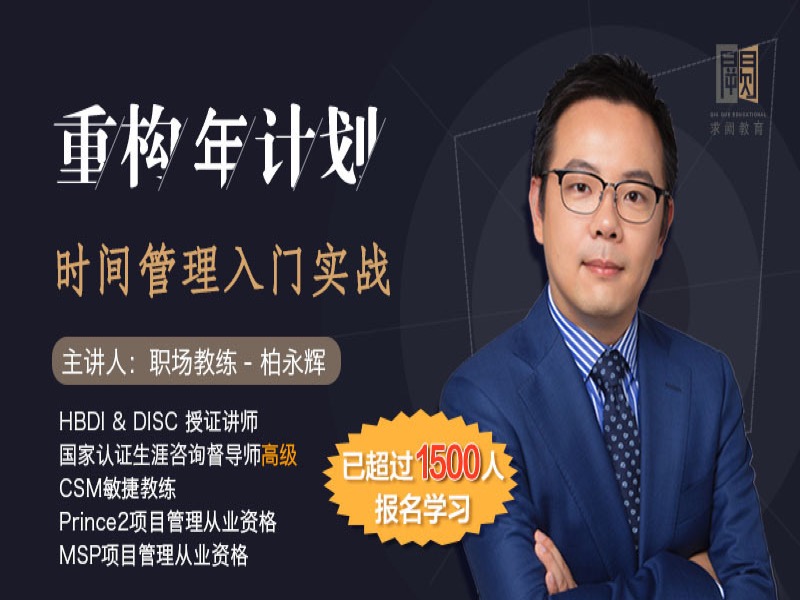 重构年计划
时间管理入门实战
主讲人：职场教练 - 柏永辉
HBDI & DISC 授证讲师
国家认证生涯咨询督导师高级
CSM敏捷教练
Prince2项目管理从业资格
MSP项目管理从业资格
已超过1500人
报名学习
求阙教育